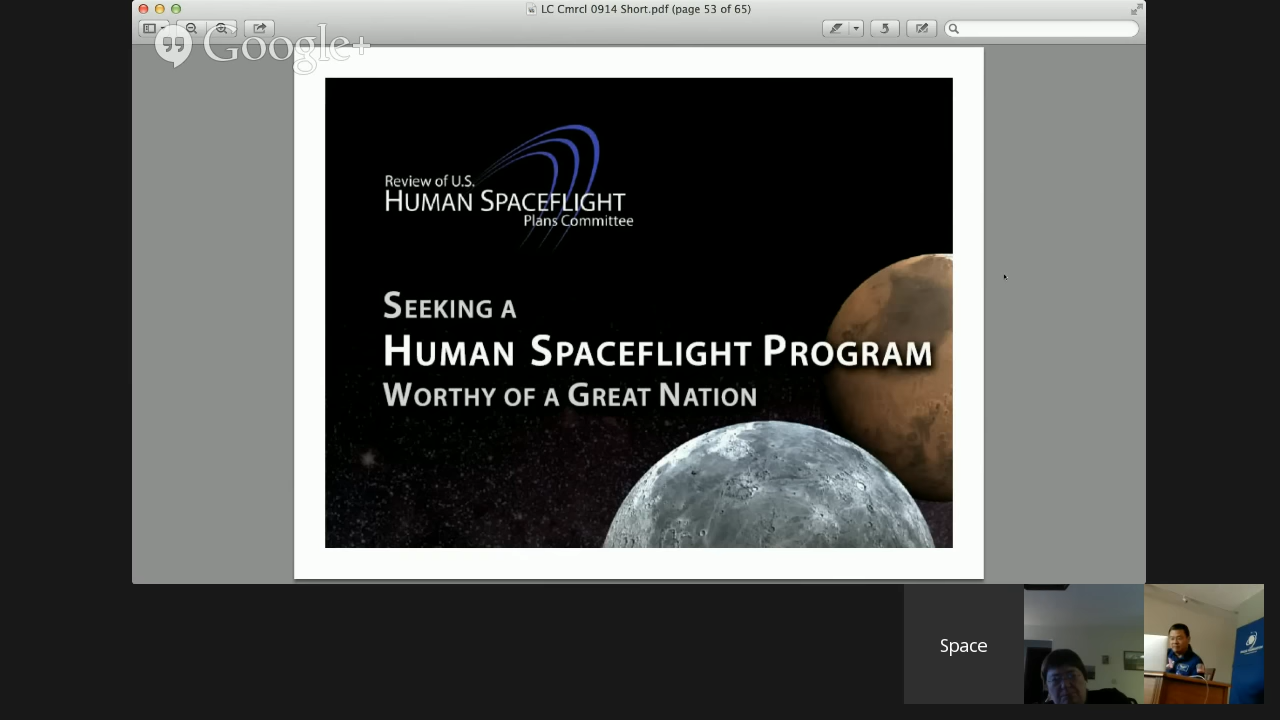 LC Cmrcl 0914 Short.pdf (page 53 of 65)
Google+
Review of U.S.
HUMAN SPACEFLIGHT
Plans Committee
SEEKING A
HUMAN SPACEFLIGHT PROGRAM
WORTHY OF A GREAT NATION
Space